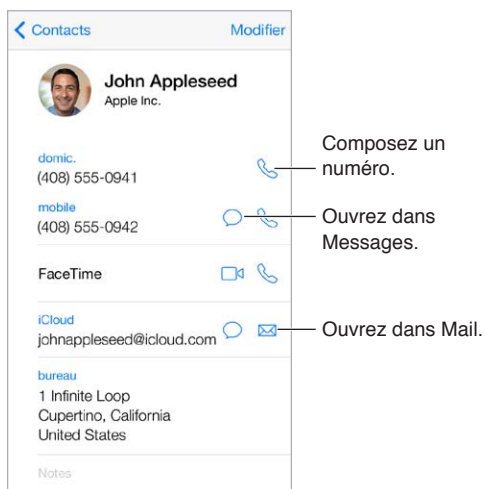 Contacts Modifier
John Appleseed
Apple Inc.
domic.
(408) 555-0941
Composez un
numéro.
mobile
(408) 555-0942
Ouvrez dans
Messages.
FaceTime
iCloud
johnappleseed@icloud.com
Ouvrez dans Mail.
bureau
1 Infinite Loop
Cupertino, California
United States
Notes